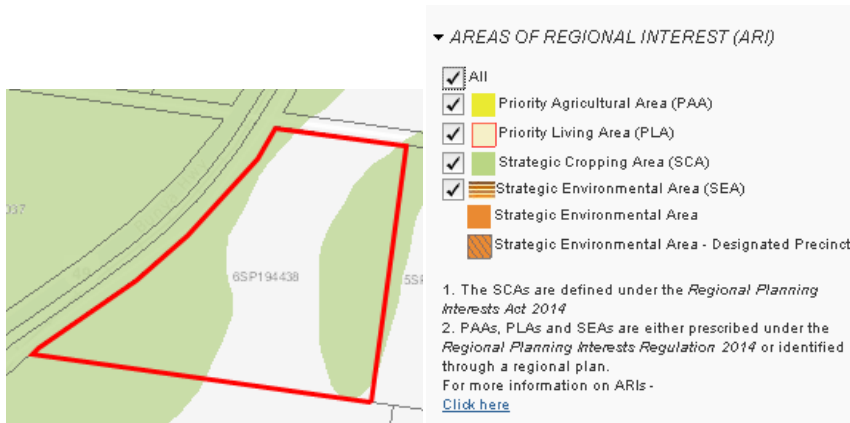 037
6SP194438
5SP
AREAS OF REGIONAL INTEREST (ARI)
All
Priority Agricultural Area (PAA)
Priority Living Area (PLA)
Strategic Cropping Area (SCA)
Strategic Environmental Area (SEA)
Strategic Environmental Area
Strategic Environmental Area - Designated Precinct
1. The SCAs are defined under the Regional Planning
Interests Act 2014
2. PAAs, PLAs and SEAs are either prescribed under the
Regional Planning Interests Regulation 2014 or identified
through a regional plan.
For more information on ARIs -
Click here